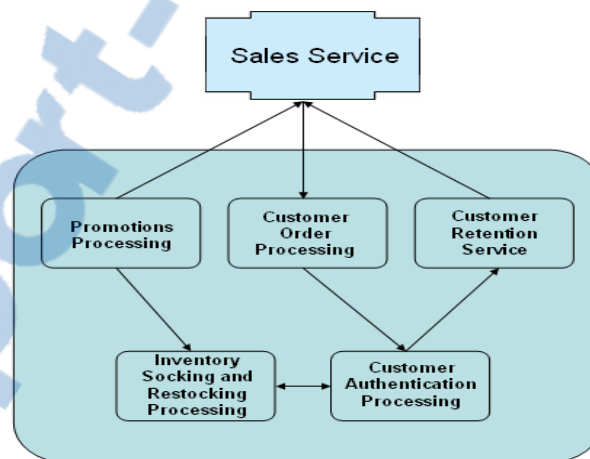 Sales Service
Promotions
Processing
Customer
Order
Processing
Customer
Retention
Service
Inventory
Socking and
Restocking
Processing
Customer
Authentication
Processing